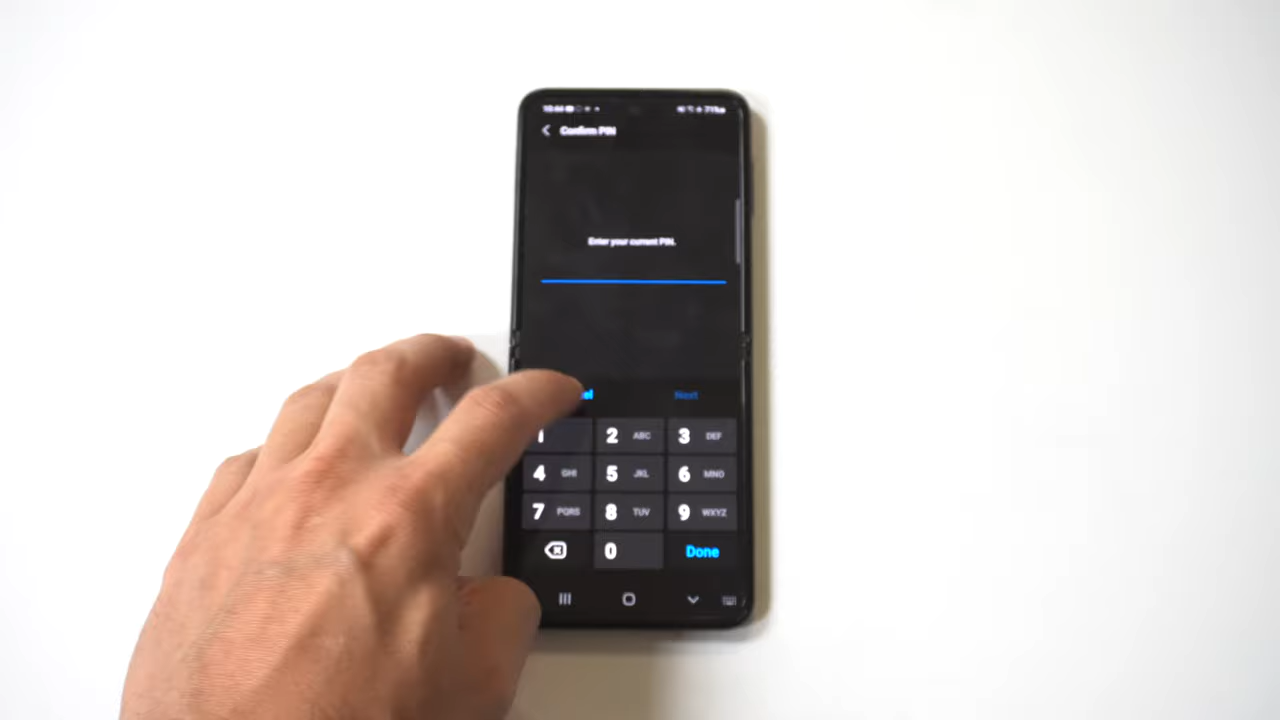 71%
Confirm PIN
Enter your current PIN.
Next
1
2 ABC
3 DEF
4 GHI
5 JKL
6 MNO
7 PQRS
8 TUV
9 WXYZ
0
Done